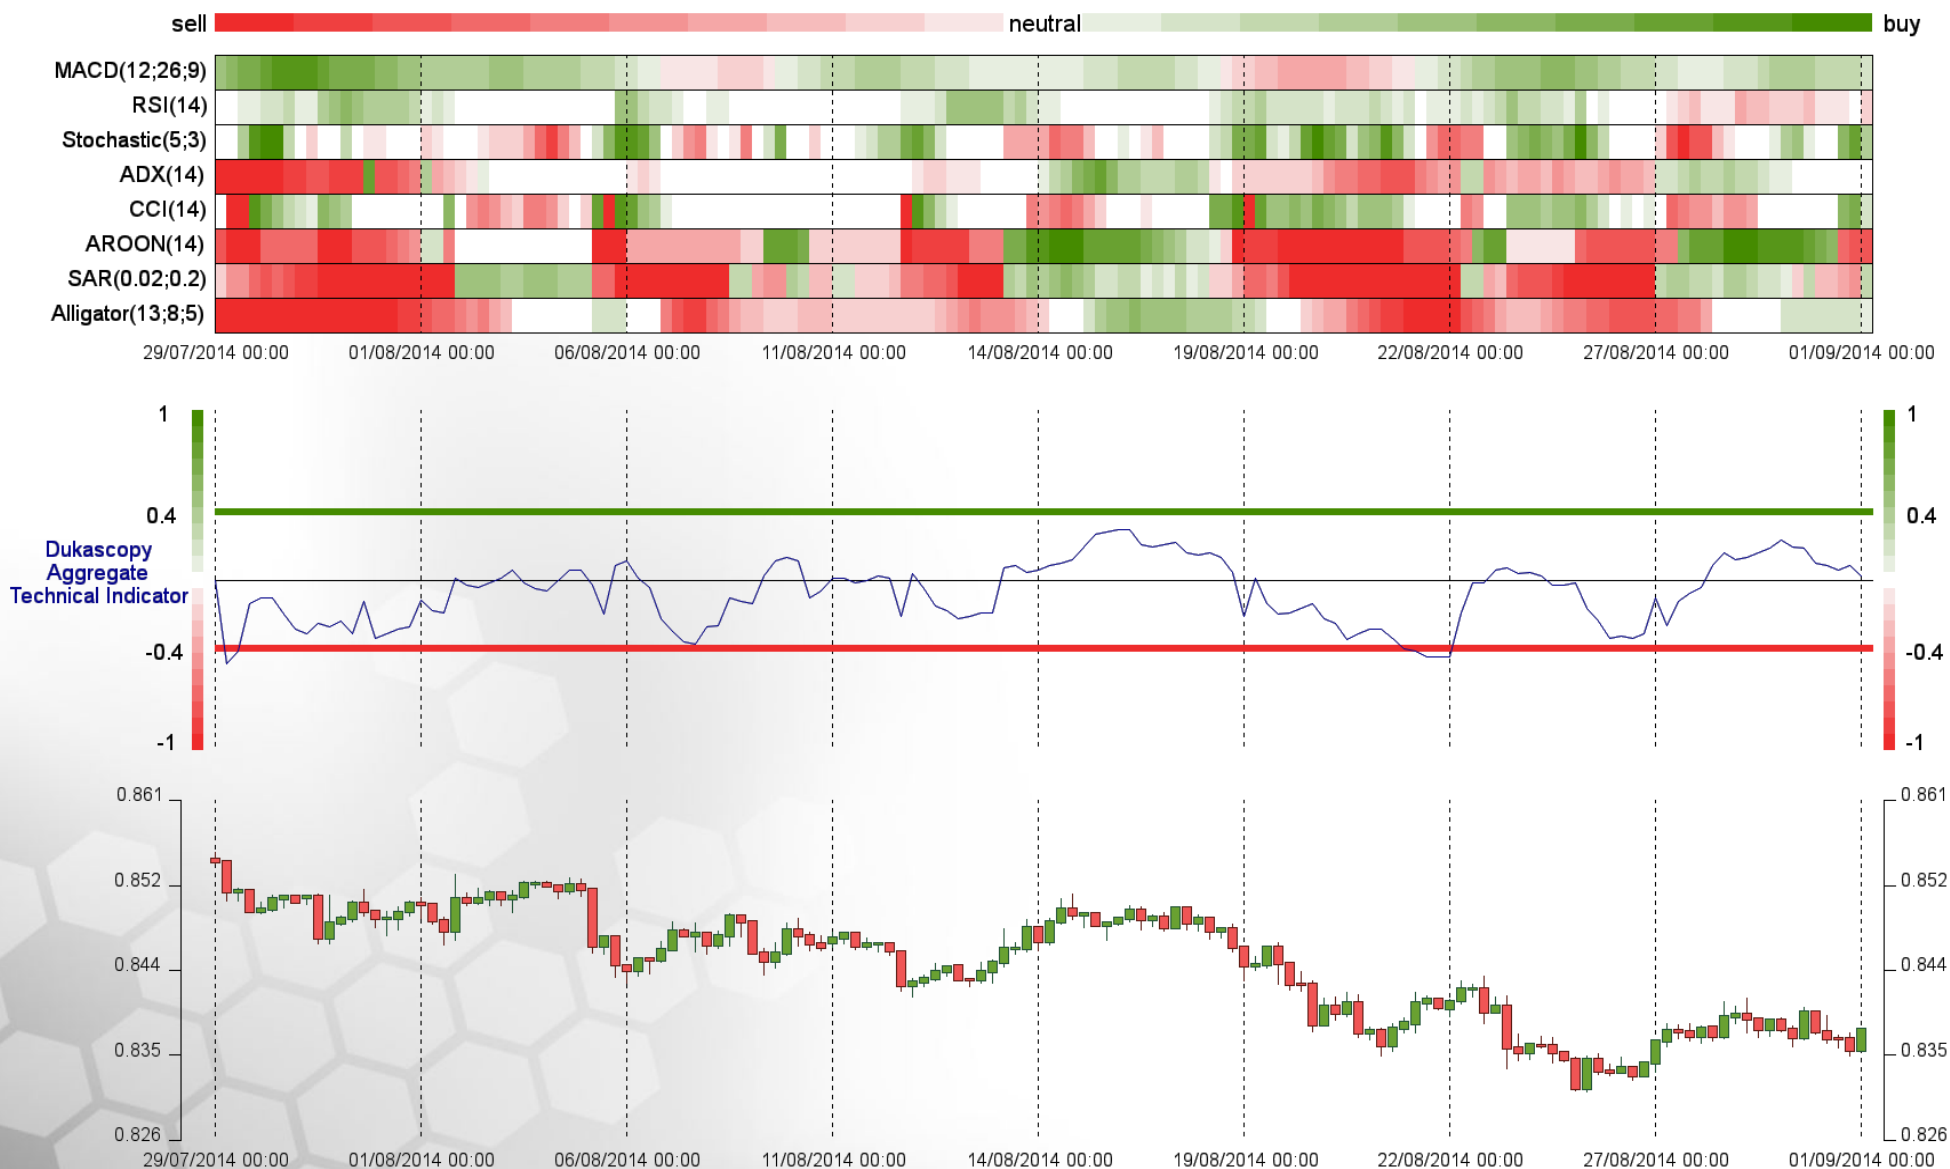 sell neutral buy
MACD(12;26;9)
RSI(14)
Stochastic(5;3)
ADX(14)
CCI(14)
AROON(14)
SAR(0.02;0.2)
Alligator(13;8;5)
29/07/2014 00:00 01/08/2014 00:00 06/08/2014 00:00 11/08/2014 00:00 14/08/2014 00:00 19/08/2014 00:00 22/08/2014 00:00 27/08/2014 00:00 01/09/2014 00:00
1 1
0.4 0.4
Dukascopy
Aggregate
Technical Indicator
-0.4 -0.4
-1 -1
0.861 0.861
0.852 0.852
0.844 0.844
0.835 0.835
0.826 0.826
29/07/2014 00:00 01/08/2014 00:00 06/08/2014 00:00 11/08/2014 00:00 14/08/2014 00:00 19/08/2014 00:00 22/08/2014 00:00 27/08/2014 00:00 01/09/2014 00:00